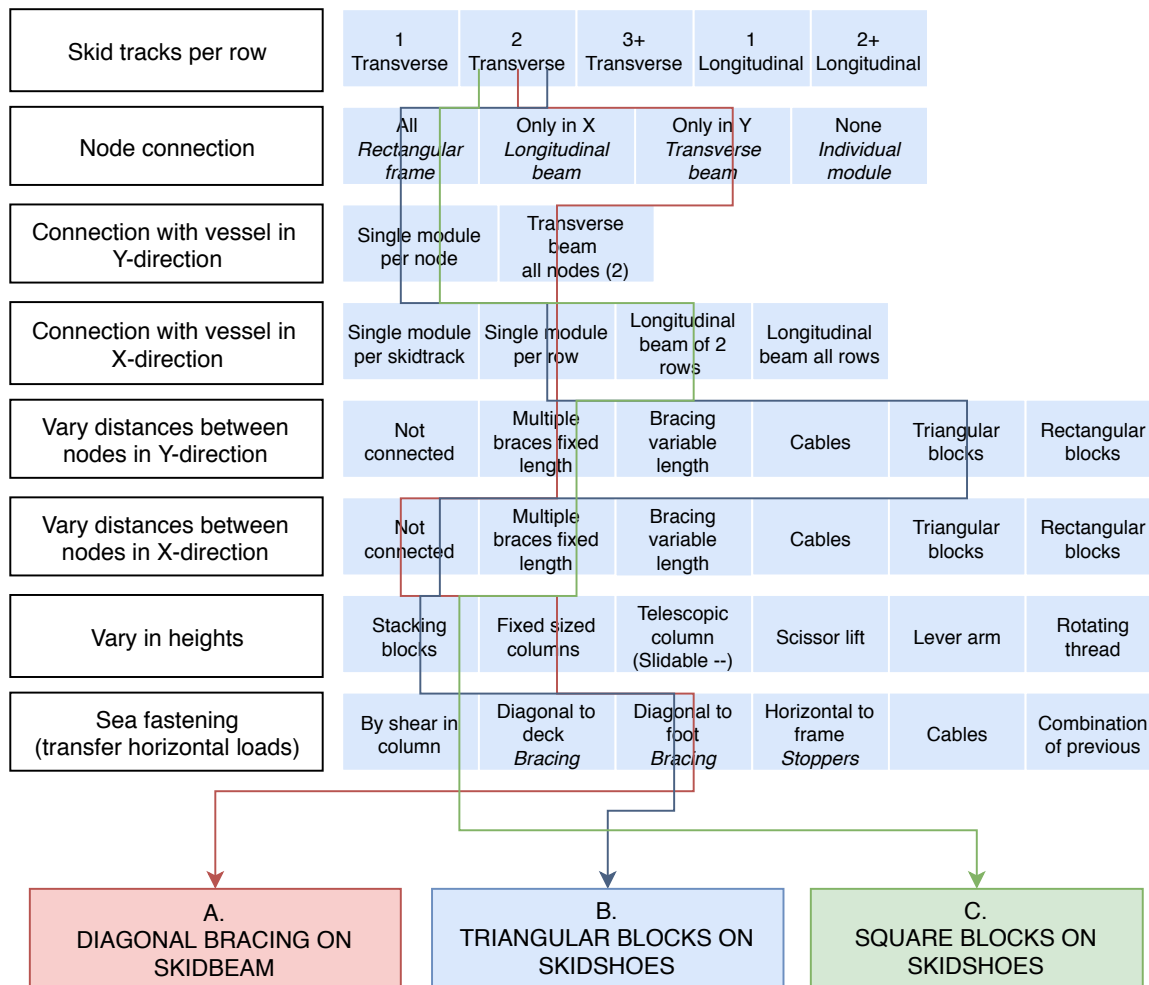 Skid tracks per row
1
Transverse
2
Transverse
3+
Transverse
1
Longitudinal
2+
Longitudinal
Node connection
All
Rectangular
frame
Only in X
Longitudinal
beam
Only in Y
Transverse
beam
None
Individual
module
Connection with vessel in
Y-direction
Single module
per node
Transverse
beam
all nodes (2)
Connection with vessel in
X-direction
Single module
per skidtrack
Single module
per row
Longitudinal
beam of 2
rows
Longitudinal
beam all rows
Vary distances between
nodes in Y-direction
Not
connected
Multiple
braces fixed
length
Bracing
variable
length
Cables
Triangular
blocks
Rectangular
blocks
Vary distances between
nodes in X-direction
Not
connected
Multiple
braces fixed
length
Bracing
variable
length
Cables
Triangular
blocks
Rectangular
blocks
Vary in heights
Stacking
blocks
Fixed sized
columns
Telescopic
column
(Slidable --)
Scissor lift
Lever arm
Rotating
thread
Sea fastening
(transfer horizontal loads)
By shear in
column
Diagonal to
deck
Bracing
Diagonal to
foot
Bracing
Horizontal to
frame
Stoppers
Cables
Combination
of previous
A.
DIAGONAL BRACING ON
SKIDBEAM
B.
TRIANGULAR BLOCKS ON
SKIDSHOES
C.
SQUARE BLOCKS ON
SKIDSHOES